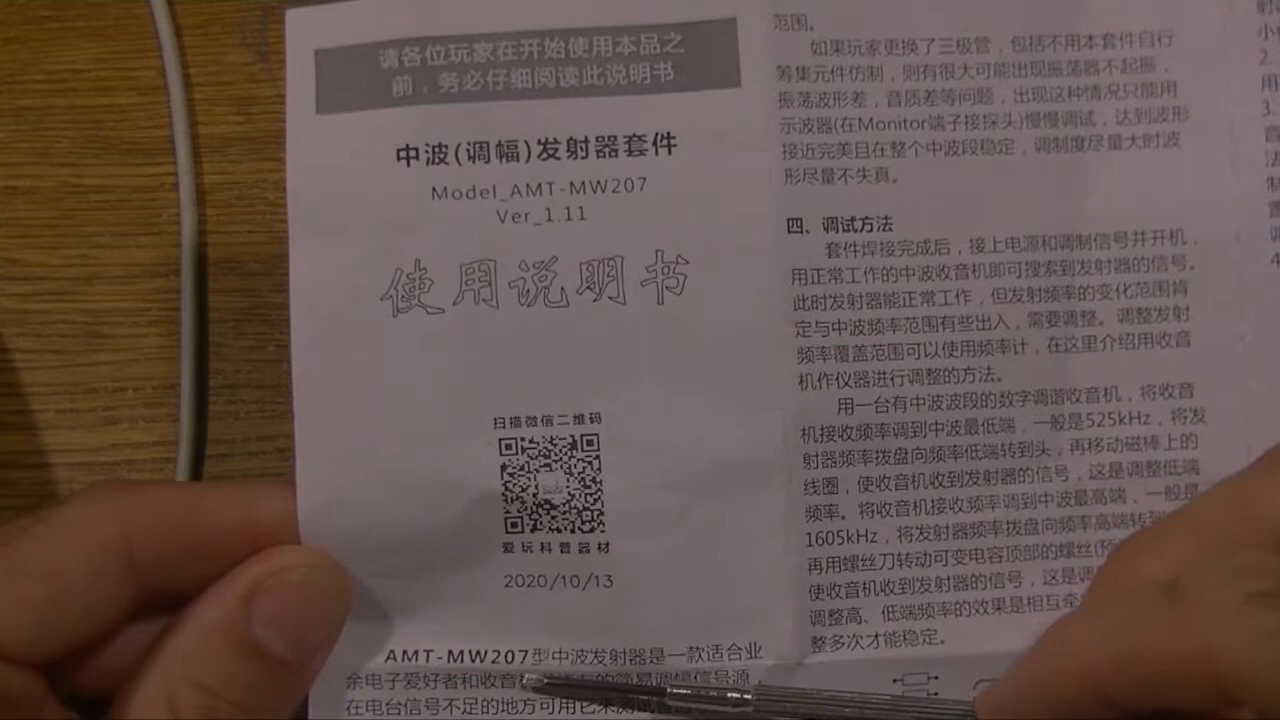 请各位玩家在开始使用本品之
前，务必仔细阅读此说明书
中波(调幅)发射器套件
Model_AMT-MW207
Ver_1.11
使用说明书
扫描微信二维码
爱玩科普器材
2020/10/13
AMT-MW207型中波发射器是一款适合业
余电子爱好者和收音机的简易调幅信号源，
在电台信号不足的地方可用它来测试
范围。
如果玩家更换了三极管，包括不用本套件自行
筹集元件仿制，则有很大可能出现振荡器不起振，
振荡波形差，音质差等问题，出现这种情况只能用
示波器(在Monitor端子接探头)慢慢调试，达到波形
接近完美且在整个中波段稳定，调制度尽量大时波
形尽量不失真。
四、调试方法
套件焊接完成后，接上电源和调制信号并开机，
用正常工作的中波收音机即可搜索到发射器的信号。
此时发射器能正常工作，但发射频率的变化范围肯
定与中波频率范围有些出入，需要调整。调整发射
频率覆盖范围可以使用频率计，在这里介绍用收音
机作仪器进行调整的方法。
用一台有中波波段的数字调谐收音机，将收音
机接收频率调到中波最低端，一般是525kHz，将发
射器频率拨盘向频率低端转到头，再移动磁棒上的
线圈，使收音机收到发射器的信号，这是调整低端
频率。将收音机接收频率调到中波最高端，一般是
1605kHz，将发射器频率拨盘向频率高端转到
再用螺丝刀转动可变电容顶部的螺丝(预
使收音机收到发射器的信号，这是调
调整高、低端频率的效果是相互牵
整多次才能稳定。
2.
用
3.